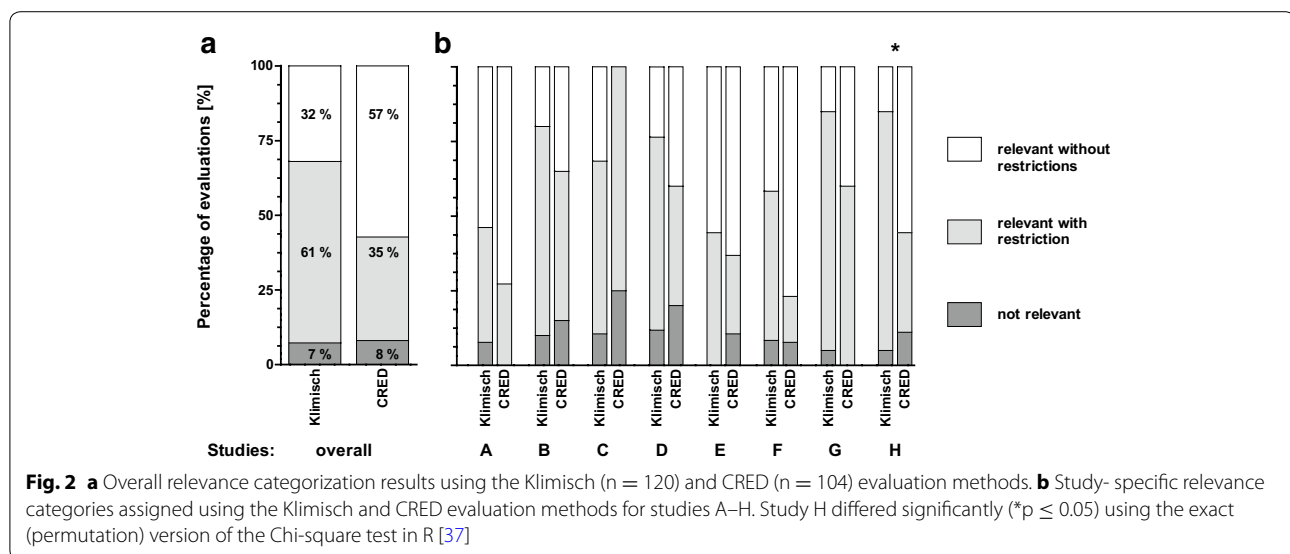 a
b
*
Percentage of evaluations [%]
100
75
50
25
0
32 %
57 %
61 %
35 %
7 %
8 %
relevant without
restrictions
relevant with
restriction
not relevant
Klimisch
CRED
Klimisch
CRED
Klimisch
CRED
Klimisch
CRED
Klimisch
CRED
Klimisch
CRED
Klimisch
CRED
Klimisch
CRED
Klimisch
CRED
Studies: overall A B C D E F G H
Fig. 2 a Overall relevance categorization results using the Klimisch (n = 120) and CRED (n = 104) evaluation methods. b Study- specific relevance
categories assigned using the Klimisch and CRED evaluation methods for studies A–H. Study H differed significantly (*p ≤ 0.05) using the exact
(permutation) version of the Chi-square test in R [37]